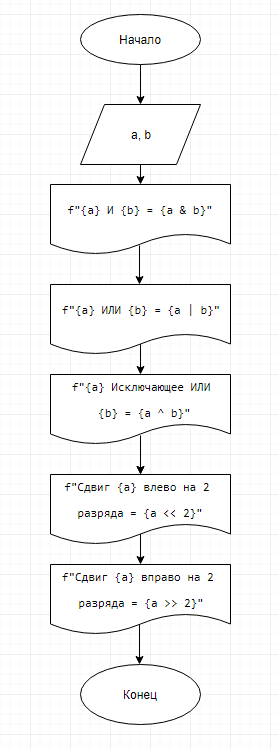 Начало
a, b
f"{a} И {b} = {a & b}"
f"{a} ИЛИ {b} = {a | b}"
f"{a} Исключающее ИЛИ
{b} = {a ^ b}"
f"Сдвиг {a} влево на 2
разряда = {a << 2}"
f"Сдвиг {a} вправо на 2
разряда = {a >> 2}"
Конец